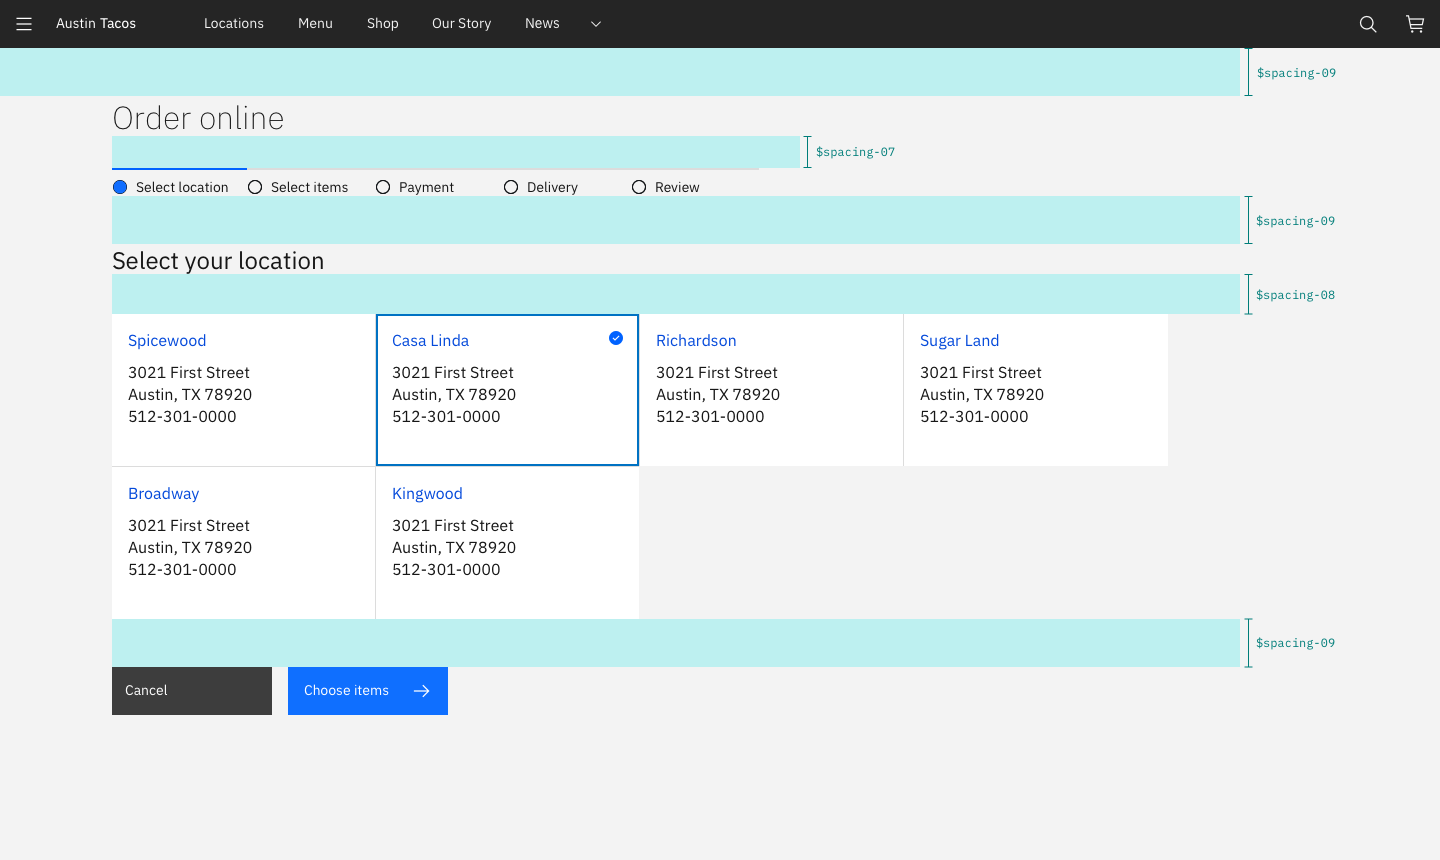 Austin Tacos Locations Menu Shop Our Story News
$spacing-09
Order online
$spacing-07
Select location Select items Payment Delivery Review
$spacing-09
Select your location
$spacing-08
Spicewood
3021 First Street
Austin, TX 78920
512-301-0000
Casa Linda
3021 First Street
Austin, TX 78920
512-301-0000
Richardson
3021 First Street
Austin, TX 78920
512-301-0000
Sugar Land
3021 First Street
Austin, TX 78920
512-301-0000
Broadway
3021 First Street
Austin, TX 78920
512-301-0000
Kingwood
3021 First Street
Austin, TX 78920
512-301-0000
$spacing-09
Cancel Choose items